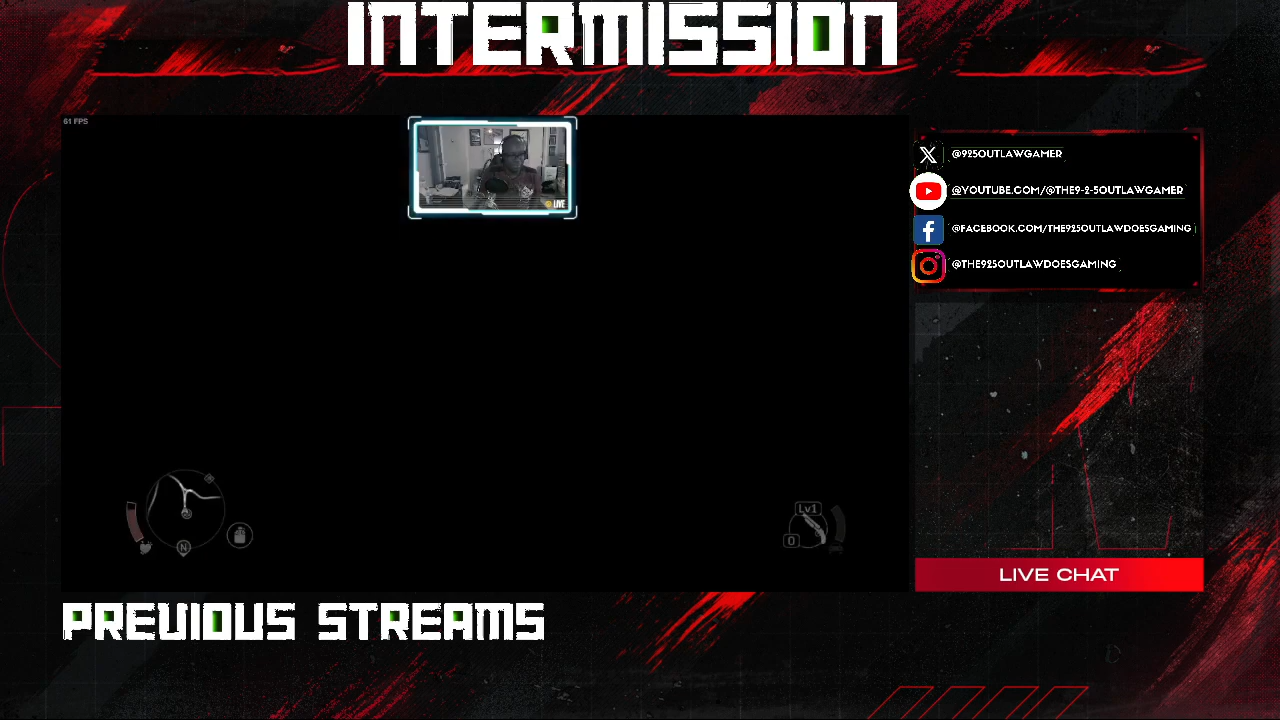 INTERMISSION
61 FPS
LIVE
@925OUTLAWGAMER
@YOUTUBE.COM/@THE9-2-5OUTLAWGAMER
@FACEBOOK.COM/THE925OUTLAWDOESGAMING
@THE925OUTLAWDOESGAMING
N
Lv1
0
LIVE CHAT
PREVIOUS STREAMS